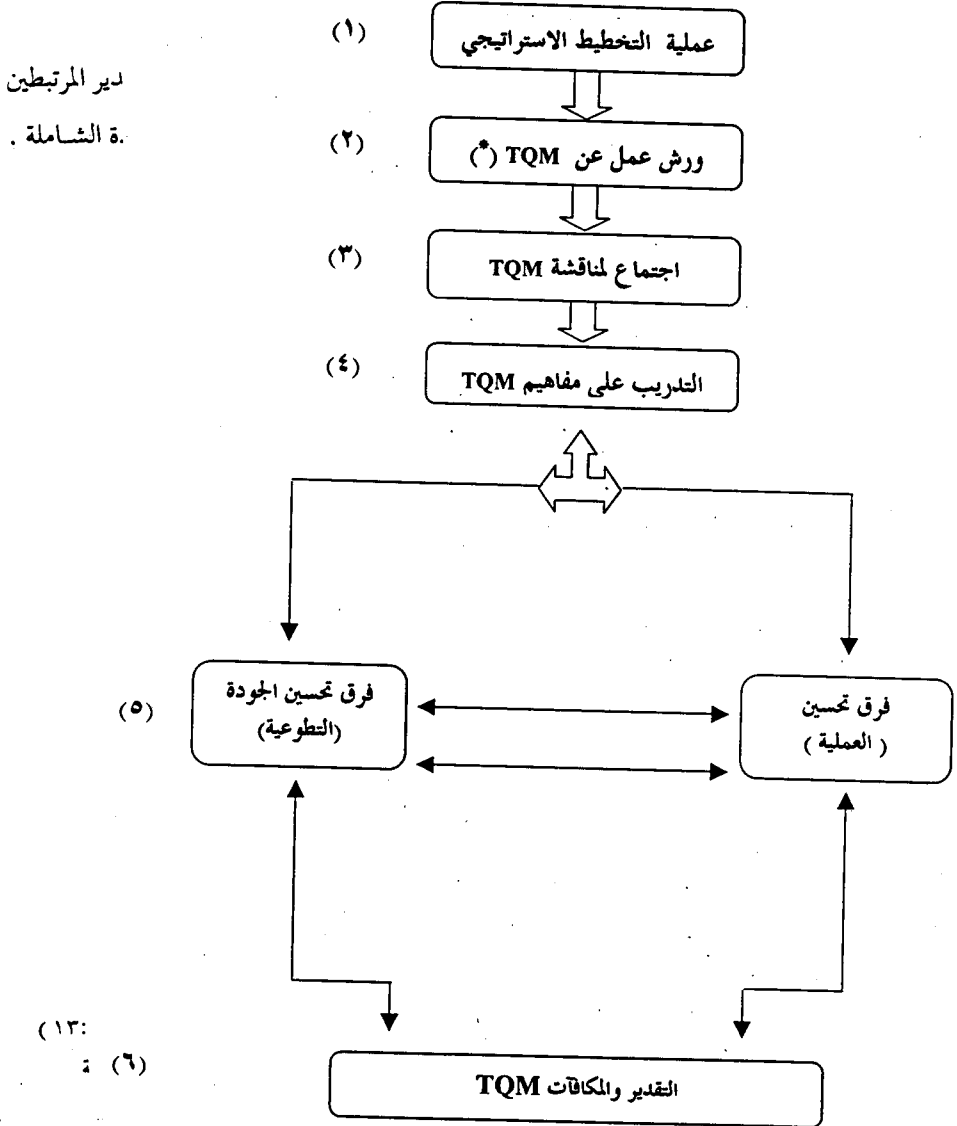 (١) عملية التخطيط الاستراتيجي
دير المرتبطين
ة الشاملة .
(٢) ورش عمل عن TQM (*)
(٣) اجتماع لمناقشة TQM
(٤) التدريب على مفاهيم TQM
(٥) فرق تحسين الجودة
(التطوعية)
فرق تحسين
( العملية )
١٣: )
(٦) ة
التقدير والمكافآت TQM